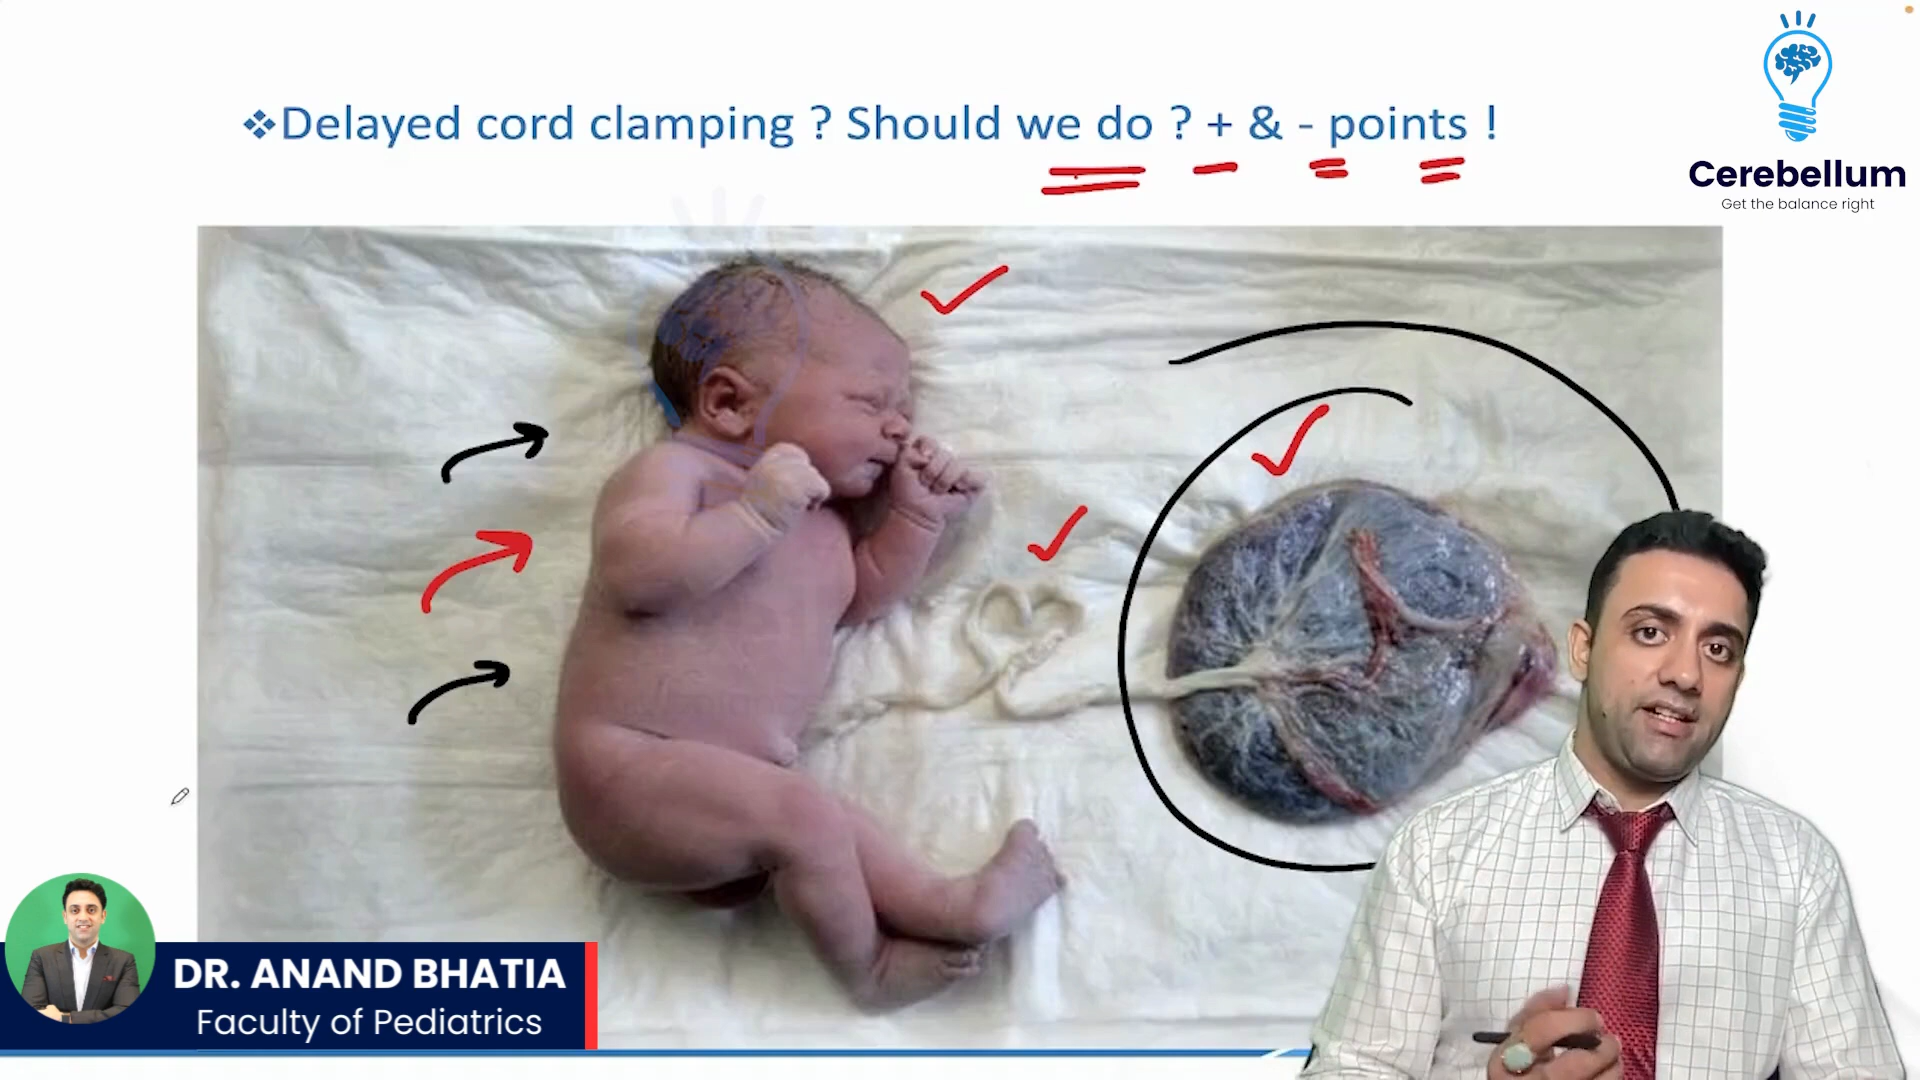 ❖Delayed cord clamping ? Should we do ? + & - points !
Cerebellum
Get the balance right
DR. ANAND BHATIA
Faculty of Pediatrics